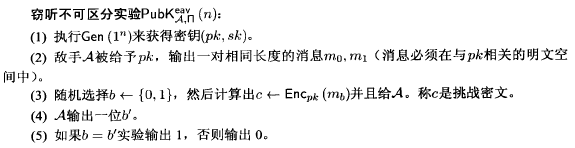 窃听不可区分实验PubK^{eav}_{𝒜,Π}(n):
(1) 执行Gen (1^n)来获得密钥(pk, sk)。
(2) 敌手𝒜被给予pk，输出一对相同长度的消息m_0, m_1（消息必须在与pk相关的明文空
间中）。
(3) 随机选择b ← {0,1}，然后计算出c ← Enc_{pk} (m_b)并且给𝒜。称c是挑战密文。
(4) 𝒜输出一位b′。
(5) 如果b = b′实验输出 1，否则输出 0。